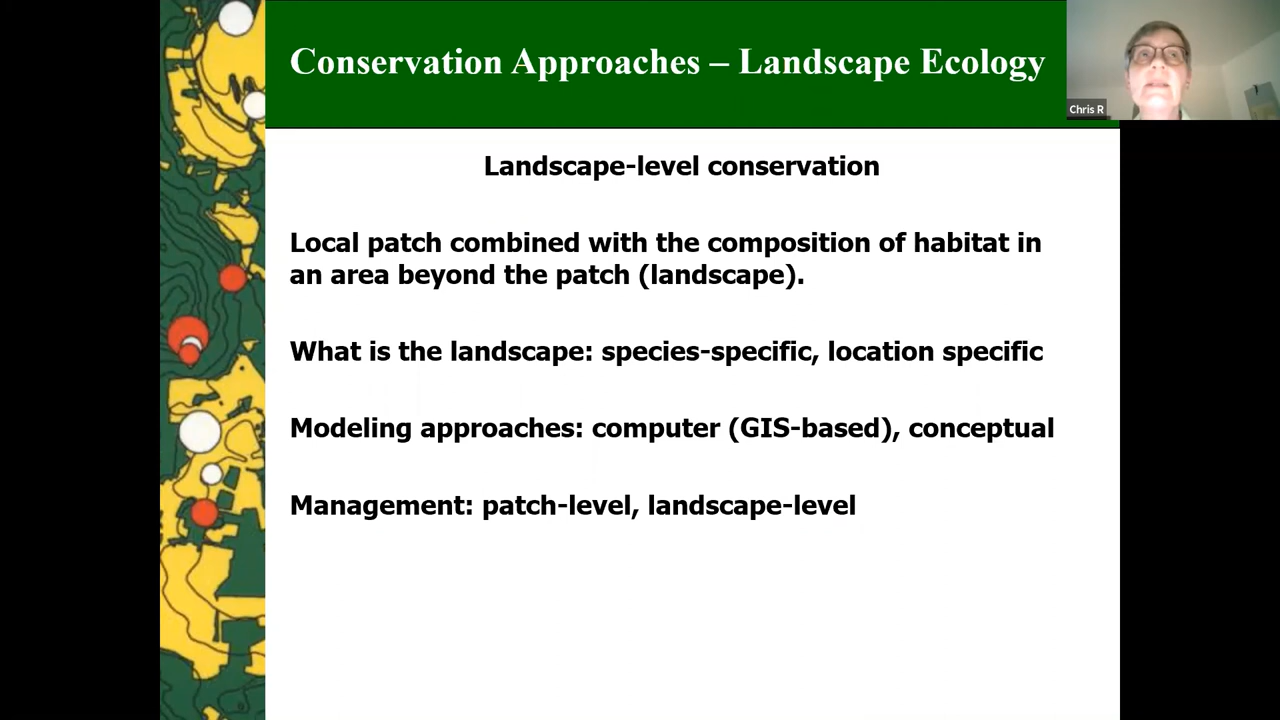 Conservation Approaches – Landscape Ecology
Chris R
Landscape-level conservation
Local patch combined with the composition of habitat in
an area beyond the patch (landscape).
What is the landscape: species-specific, location specific
Modeling approaches: computer (GIS-based), conceptual
Management: patch-level, landscape-level